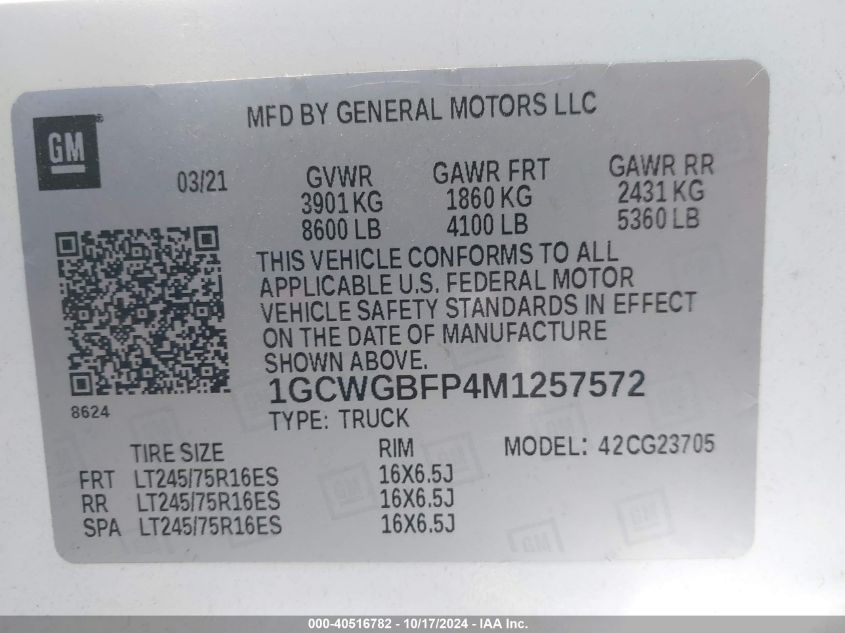 MFD BY GENERAL MOTORS LLC
GM ®
03/21
GVWR GAWR FRT GAWR RR
3901 KG 1860 KG 2431 KG
8600 LB 4100 LB 5360 LB
THIS VEHICLE CONFORMS TO ALL
APPLICABLE U.S. FEDERAL MOTOR
VEHICLE SAFETY STANDARDS IN EFFECT
ON THE DATE OF MANUFACTURE
SHOWN ABOVE.
1GCWGBFP4M1257572
8624
TYPE: TRUCK
TIRE SIZE RIM MODEL: 42CG23705
FRT LT245/75R16ES 16X6.5J
RR LT245/75R16ES 16X6.5J
SPA LT245/75R16ES 16X6.5J
000-40516782 - 10/17/2024 - IAA Inc.